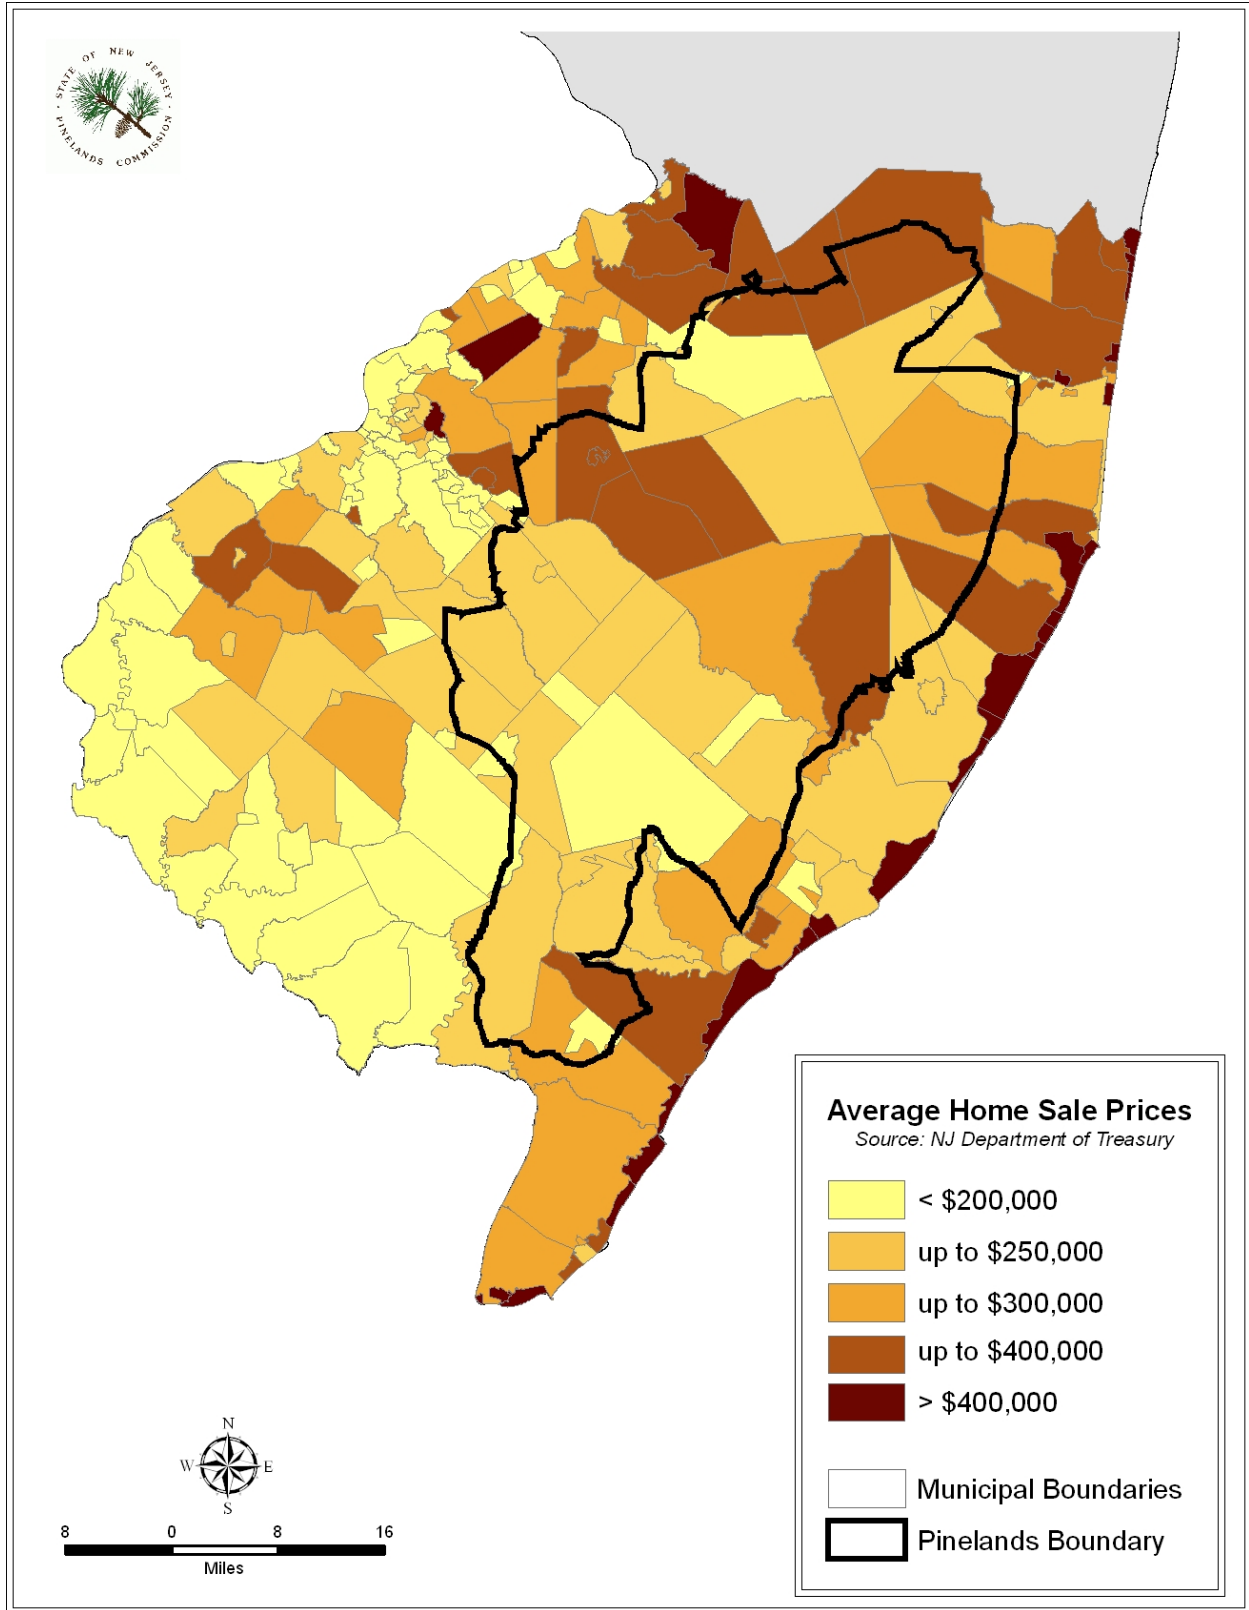 · STATE OF NEW JERSEY ·
PINELANDS COMMISSION
Average Home Sale Prices
Source: NJ Department of Treasury
< $200,000
up to $250,000
up to $300,000
up to $400,000
> $400,000
Municipal Boundaries
Pinelands Boundary
N
W E
S
8 0 8 16
Miles